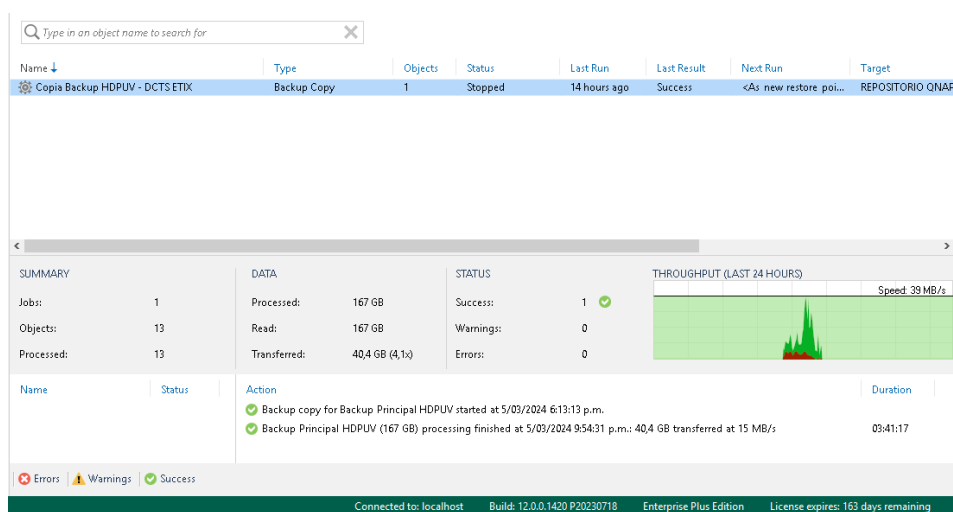 Type in an object name to search for
Name Type Objects Status Last Run Last Result Next Run Target
Copia Backup HDPUV - DCTS ETIX Backup Copy 1 Stopped 14 hours ago Success <As new restore poi... REPOSITORIO QNAP
SUMMARY DATA STATUS THROUGHPUT (LAST 24 HOURS)
Speed: 39 MB/s
Jobs: 1 Processed: 167 GB Success: 1
Objects: 13 Read: 167 GB Warnings: 0
Processed: 13 Transferred: 40,4 GB (4,1x) Errors: 0
Name Status Action Duration
Backup copy for Backup Principal HDPUV started at 5/03/2024 6:13:13 p.m.
Backup Principal HDPUV (167 GB) processing finished at 5/03/2024 9:54:31 p.m.: 40,4 GB transferred at 15 MB/s 03:41:17
Errors Warnings Success
Connected to: localhost Build: 12.0.0.1420 P20230718 Enterprise Plus Edition License expires: 163 days remaining